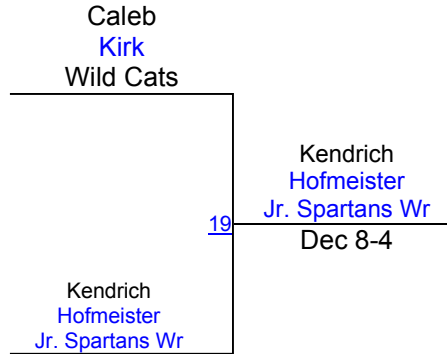 Caleb
Kirk
Wild Cats
Kendrich
Hofmeister
Jr. Spartans Wr
19
Dec 8-4
Kendrich
Hofmeister
Jr. Spartans Wr